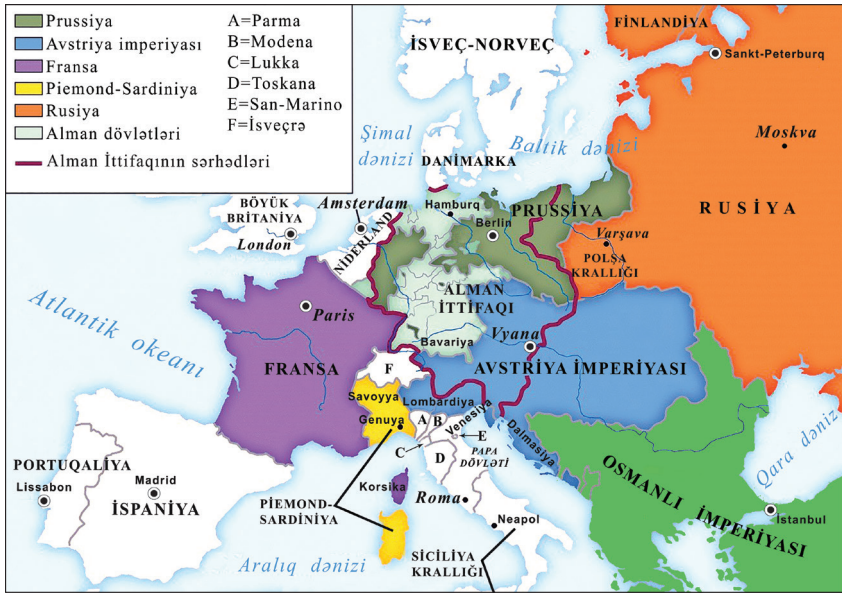 Prussiya
Avstriya imperiyası
Fransa
Piemond-Sardiniya
Rusiya
Alman dövlətləri
Alman İttifaqının sərhədləri
A=Parma
B=Modena
C=Lukka
D=Toskana
E=San-Marino
F=İsveçrə
FİNLANDİYA
İSVEÇ-NORVEÇ
Sankt-Peterburq
Şimal
dənizi
Baltik dənizi
Moskva
DANİMARKA
BÖYÜK
BRİTANİYA
London
Amsterdam
Hamburq
PRUSSİYA
Berlin
RUSİYA
NİDERLAND
Varşava
POLŞA
KRALLIĞI
ALMAN
İTTİFAQI
Atlantik okeanı
Paris
Bavariya
Vyana
FRANSA
F
AVSTRİYA İMPERİYASI
Savoyya
Lombardiya
Genuya
A
B
Venesiya
E
Dalmasiya
C
D
PAPA
DÖVLƏTİ
Qara dəniz
PORTUQALİYA
Lissabon
Madrid
İSPANİYA
PİEMOND-
SARDİNİYA
Korsika
Roma
Neapol
OSMANLI İMPERİYASI
İstanbul
Aralıq dənizi
SİCİLİYA
KRALLIĞI